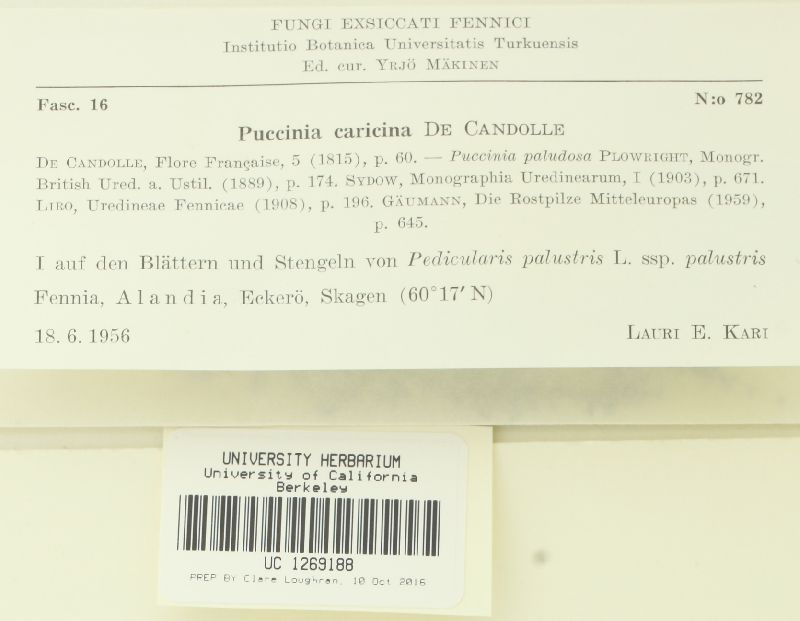 FUNGI EXSICCATI FENNICI
Institutio Botanica Universitatis Turkuensis
Ed. cur. YRJÖ MÄKINEN
Fasc. 16
N:o 782
Puccinia caricina DE CANDOLLE
DE CANDOLLE, Flore Française, 5 (1815), p. 60. — Puccinia paludosa PLOWRIGHT, Monogr.
British Ured. a. Ustil. (1889), p. 174. SYDOW, Monographia Uredinearum, I (1903), p. 671.
LIRO, Uredineae Fennicae (1908), p. 196. GÄUMANN, Die Rostpilze Mitteleuropas (1959),
p. 645.
I auf den Blättern und Stengeln von Pedicularis palustris L. ssp. palustris
Fennia, Alandia, Eckerö, Skagen (60°17′ N)
18. 6. 1956
LAURI E. KARI
UNIVERSITY HERBARIUM
University of California
Berkeley
UC 1269188
PREP BY Clare Loughran, 10 Oct 2016